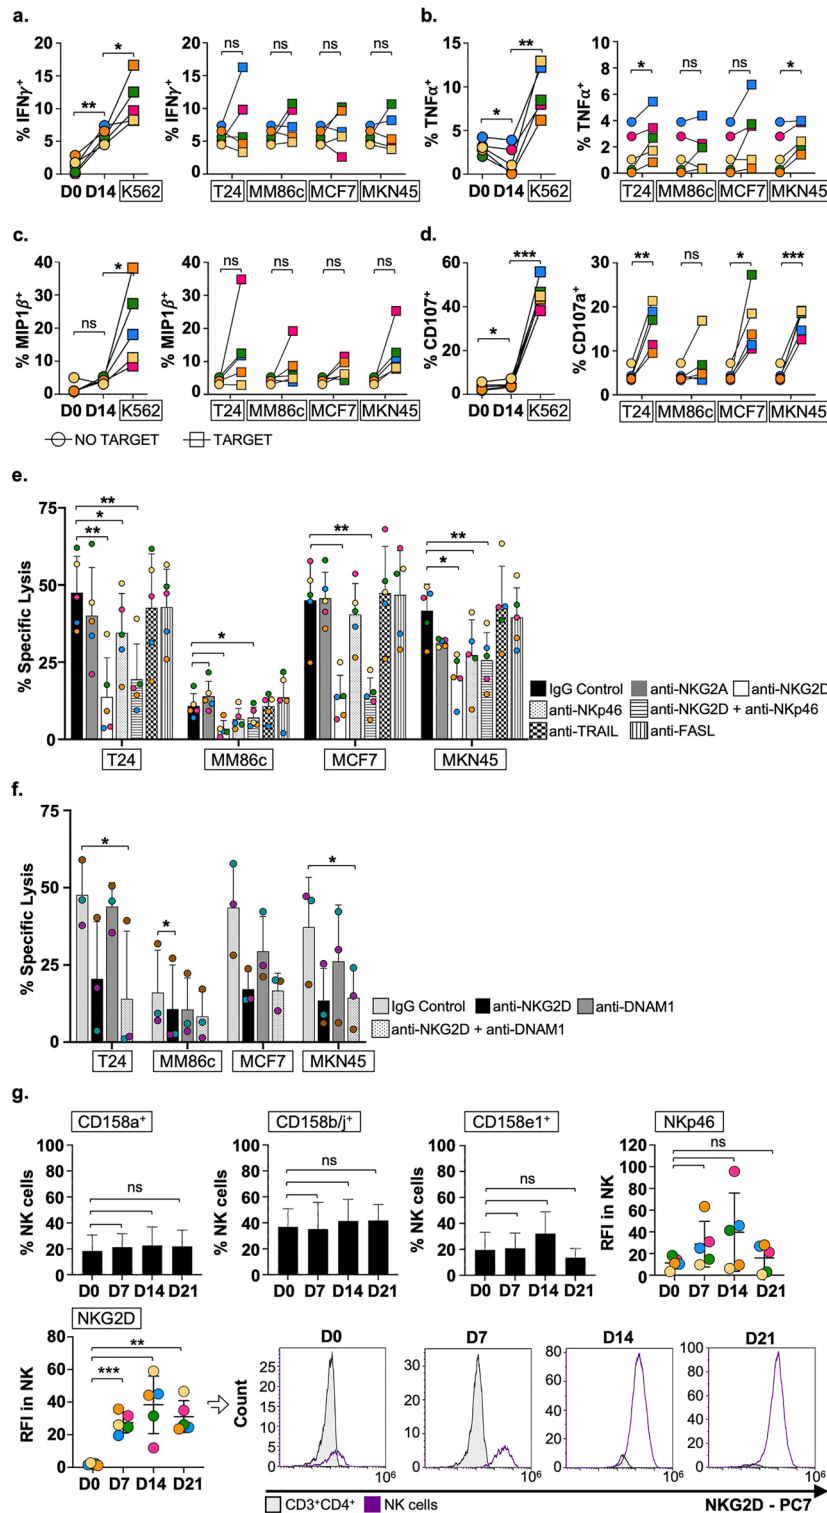 a.
b.
% IFNγ⁺
20
15
10
5
0
**
*
D0 D14 K562
% IFNγ⁺
20
15
10
5
0
ns ns ns ns
T24 MM86c MCF7 MKN45
% TNFα⁺
15
10
5
0
*
**
D0 D14 K562
% TNFα⁺
10
8
6
4
2
0
* ns ns *
T24 MM86c MCF7 MKN45
c.
d.
% MIP1β⁺
40
30
20
10
0
ns
*
D0 D14 K562
% MIP1β⁺
40
30
20
10
0
ns ns ns ns
T24 MM86c MCF7 MKN45
% CD107⁺
60
40
20
0
*
***
D0 D14 K562
% CD107a⁺
30
20
10
0
** ns * ***
T24 MM86c MCF7 MKN45
NO TARGET TARGET
e.
% Specific Lysis
75
50
25
0
**
*
**
*
**
**
*
T24 MM86c MCF7 MKN45
IgG Control anti-NKG2A anti-NKG2D
anti-NKp46 anti-NKG2D + anti-NKp46
anti-TRAIL anti-FASL
f.
% Specific Lysis
75
50
25
0
*
*
*
T24 MM86c MCF7 MKN45
IgG Control anti-NKG2D anti-DNAM1
anti-NKG2D + anti-DNAM1
g.
CD158a⁺
% NK cells
100
80
60
40
20
0
ns
D0 D7 D14 D21
CD158b/j⁺
% NK cells
100
80
60
40
20
0
ns
D0 D7 D14 D21
CD158e1⁺
% NK cells
100
80
60
40
20
0
ns
D0 D7 D14 D21
NKp46
RFI in NK
120
100
80
60
40
20
0
ns
D0 D7 D14 D21
NKG2D
RFI in NK
80
60
40
20
0
**
***
D0 D7 D14 D21
D0 D7 D14 D21
Count
25
20
15
10
5
0
10⁶
30
20
10
0
10⁶
80
60
40
20
0
10⁶
100
80
60
40
20
0
10⁶
CD3⁺CD4⁺ NK cells NKG2D - PC7